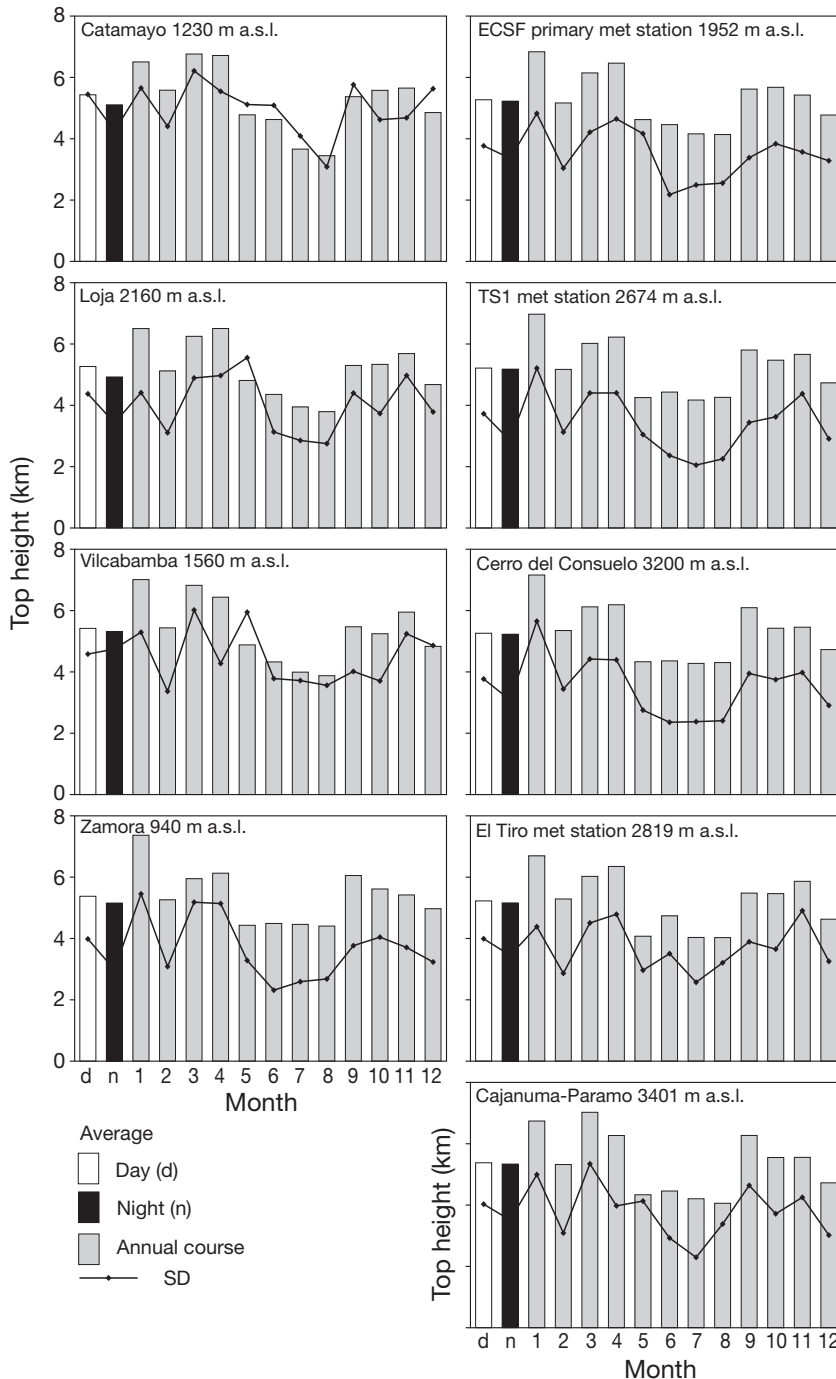 Catamayo 1230 m a.s.l.
8
6
4
2
0
ECSF primary met station 1952 m a.s.l.
Loja 2160 m a.s.l.
8
6
4
2
0
TS1 met station 2674 m a.s.l.
Top height (km)
Vilcabamba 1560 m a.s.l.
8
6
4
2
0
Cerro del Consuelo 3200 m a.s.l.
Zamora 940 m a.s.l.
8
6
4
2
0
d n 1 2 3 4 5 6 7 8 9 10 11 12
Month
El Tiro met station 2819 m a.s.l.
Cajanuma-Paramo 3401 m a.s.l.
Top height (km)
d n 1 2 3 4 5 6 7 8 9 10 11 12
Month
Average
Day (d)
Night (n)
Annual course
SD